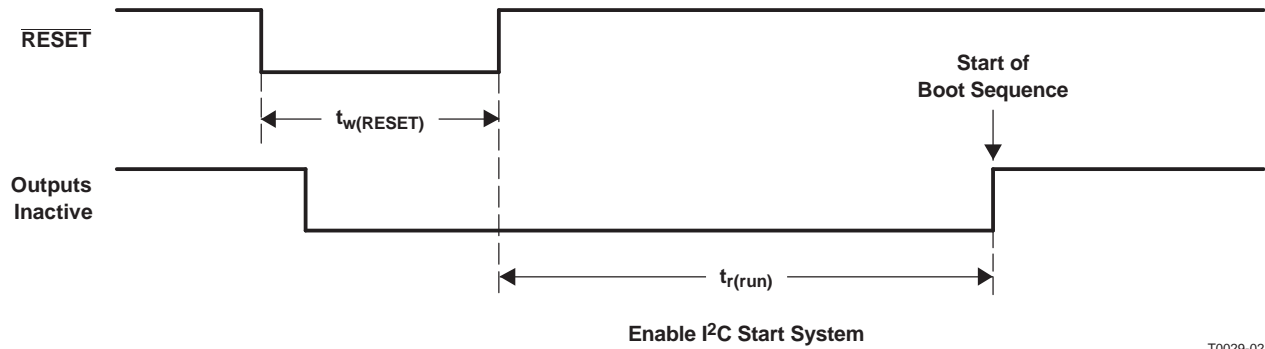 RESET
Start of
Boot Sequence
tw(RESET)
Outputs
Inactive
tr(run)
Enable I2C Start System
T0029-02